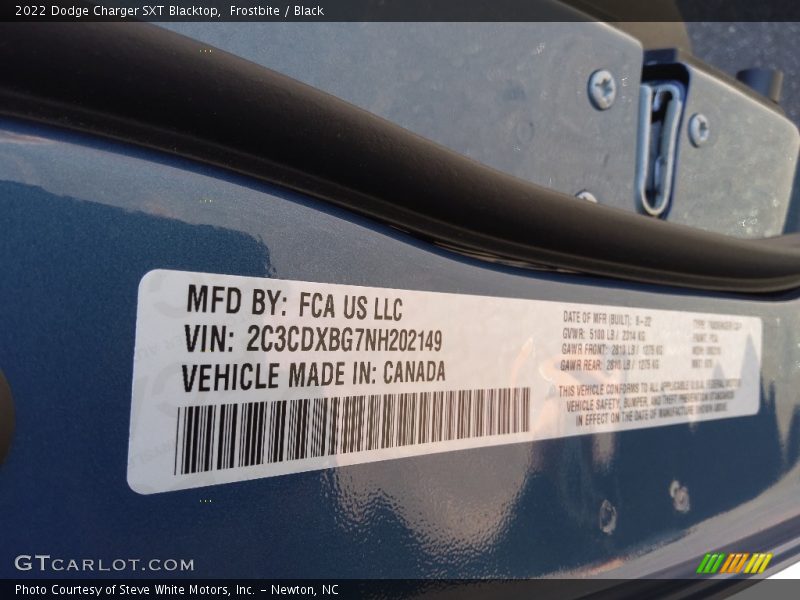 2022 Dodge Charger SXT Blacktop, Frostbite / Black
MFD BY: FCA US LLC
VIN: 2C3CDXBG7NH202149
VEHICLE MADE IN: CANADA
DATE OF MFR (BUILT): 9-22
GVWR: 5100 LB / 2314 KG
GAWR FRONT: 2810 LB / 1275 KG
GAWR REAR: 2810 LB / 1275 KG
THIS VEHICLE CONFORMS TO ALL APPLICABLE U.S.A. FEDERAL MOTOR
VEHICLE SAFETY, BUMPER, AND THEFT PREVENTION STANDARDS
IN EFFECT ON THE DATE OF MANUFACTURE SHOWN ABOVE
GTCARLOT.COM
Photo Courtesy of Steve White Motors, Inc. – Newton, NC